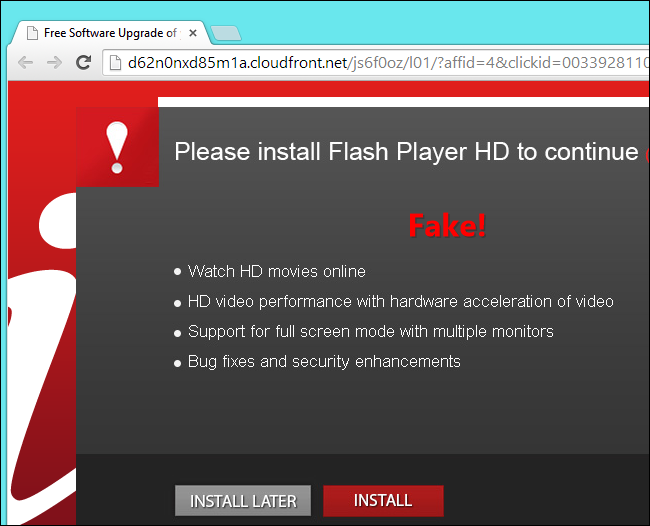 Free Software Upgrade of
d62n0nxd85m1a.cloudfront.net/js6f0oz/l01/?affid=4&clickid=0033928110
Please install Flash Player HD to continue
Fake!
Watch HD movies online
HD video performance with hardware acceleration of video
Support for full screen mode with multiple monitors
Bug fixes and security enhancements
INSTALL LATER INSTALL